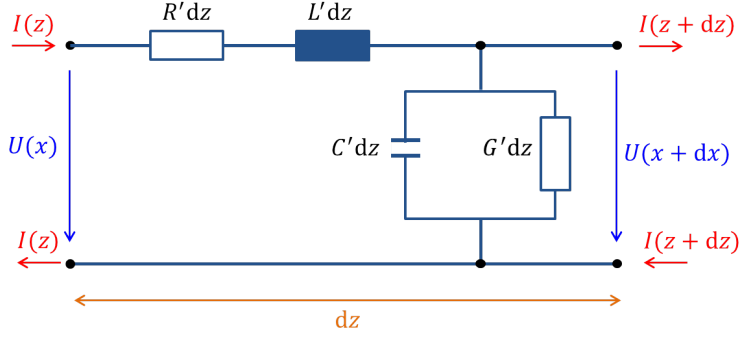 I(z)
R′dz
L′dz
I(z + dz)
U(x)
C′dz
G′dz
U(x + dx)
I(z)
I(z + dz)
dz